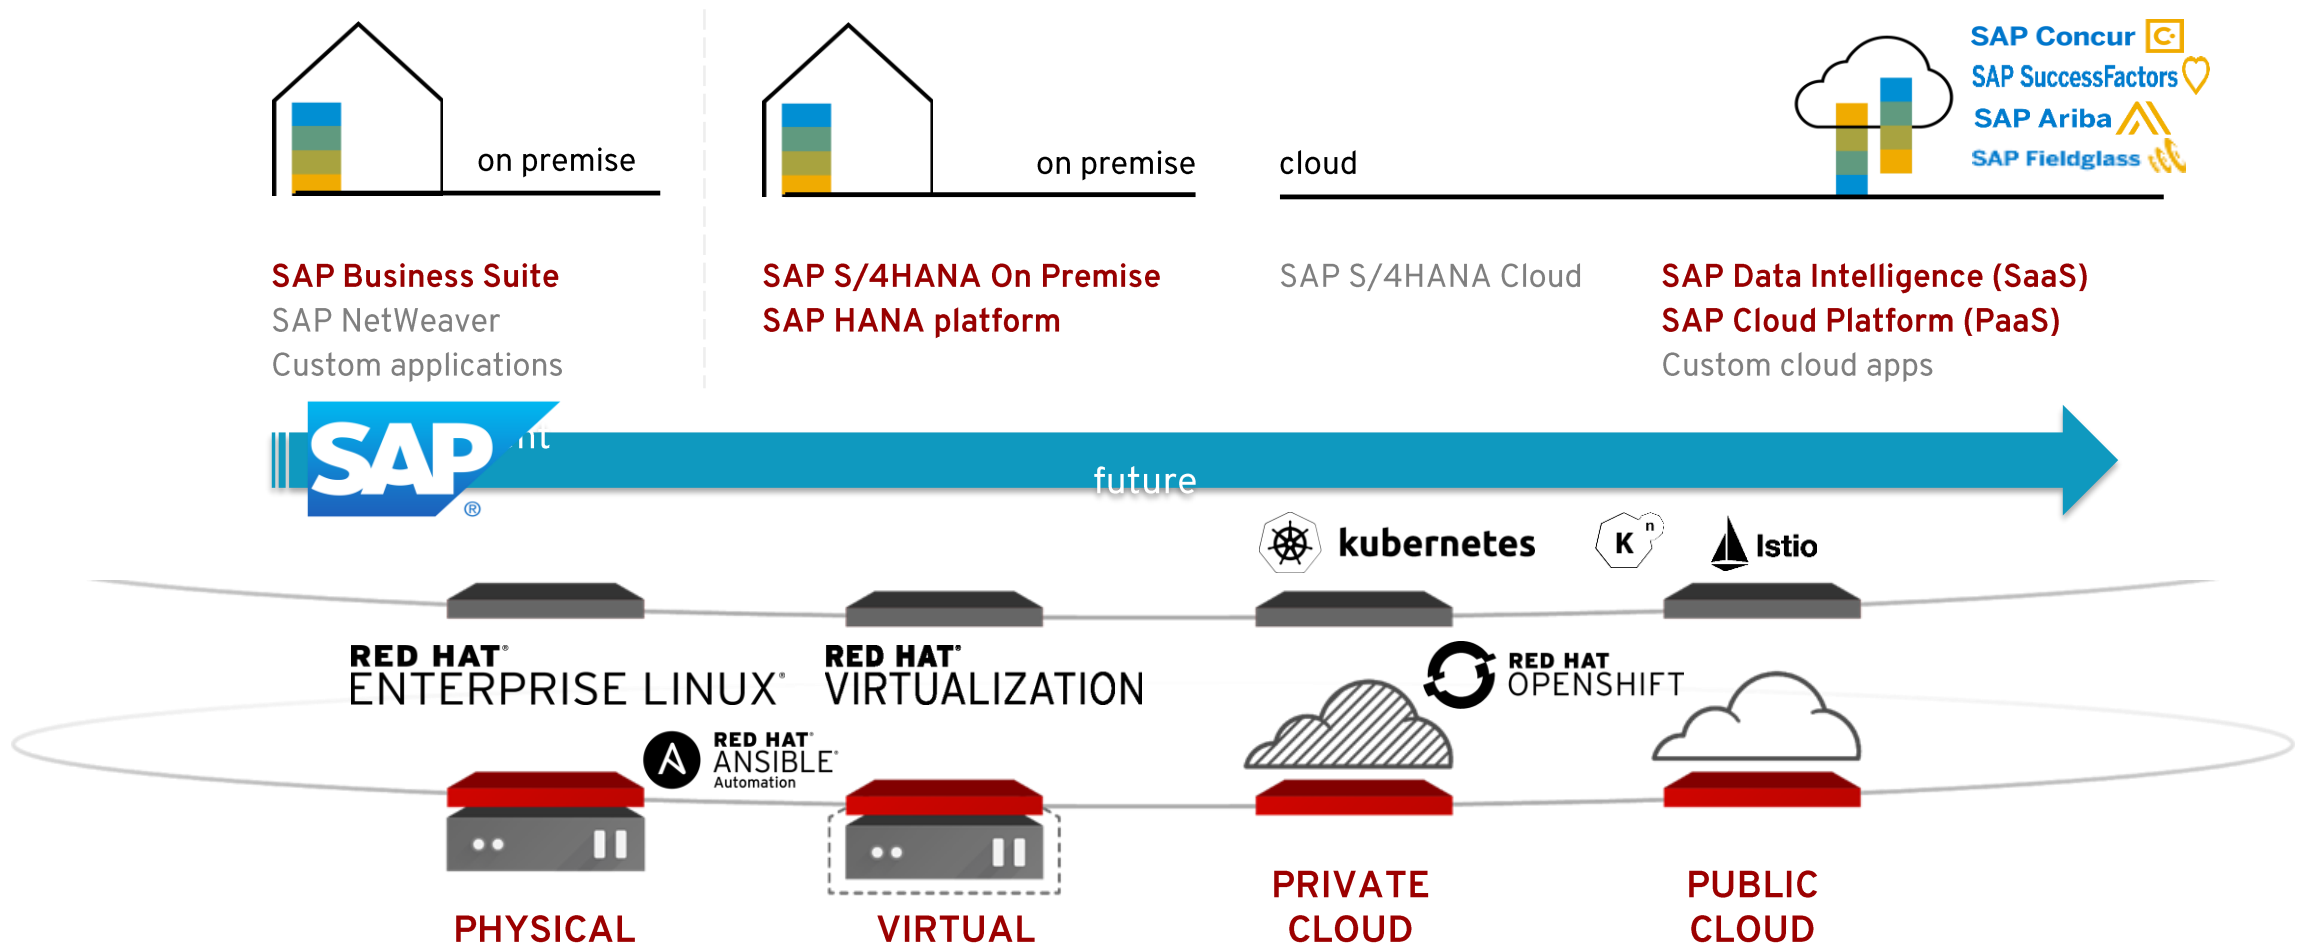 SAP Concur C
SAP SuccessFactors
SAP Ariba
SAP Fieldglass
on premise
on premise
cloud
SAP Business Suite
SAP NetWeaver
Custom applications
SAP S/4HANA On Premise
SAP HANA platform
SAP S/4HANA Cloud
SAP Data Intelligence (SaaS)
SAP Cloud Platform (PaaS)
Custom cloud apps
SAP ®
future
kubernetes
K n
Istio
RED HAT®
ENTERPRISE LINUX®
RED HAT®
VIRTUALIZATION
RED HAT
OPENSHIFT
A
RED HAT®
ANSIBLE®
Automation
PHYSICAL
VIRTUAL
PRIVATE
CLOUD
PUBLIC
CLOUD